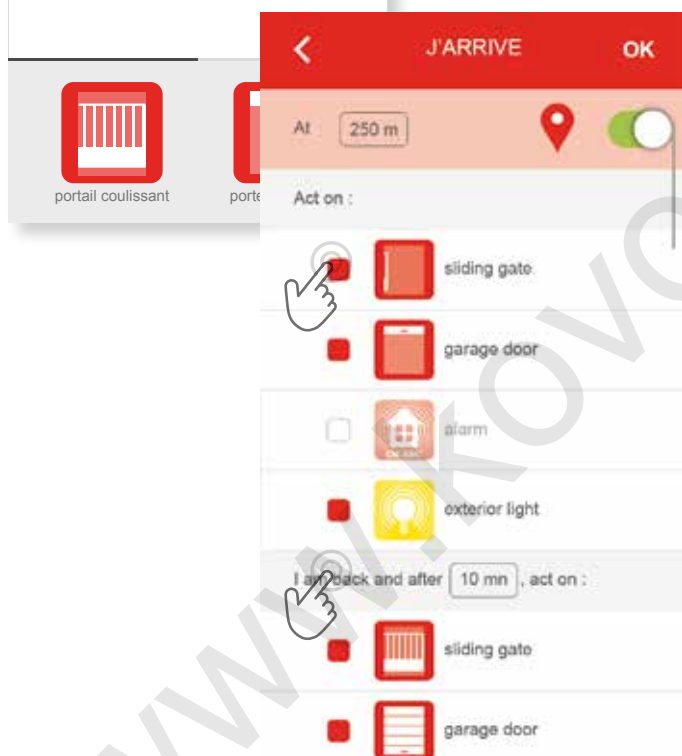 J'ARRIVE
OK
At
250 m
Act on :
portail coulissant
porte
sliding gate
garage door
alarm
exterior light
I am back and after 10 mn , act on :
sliding gate
garage door